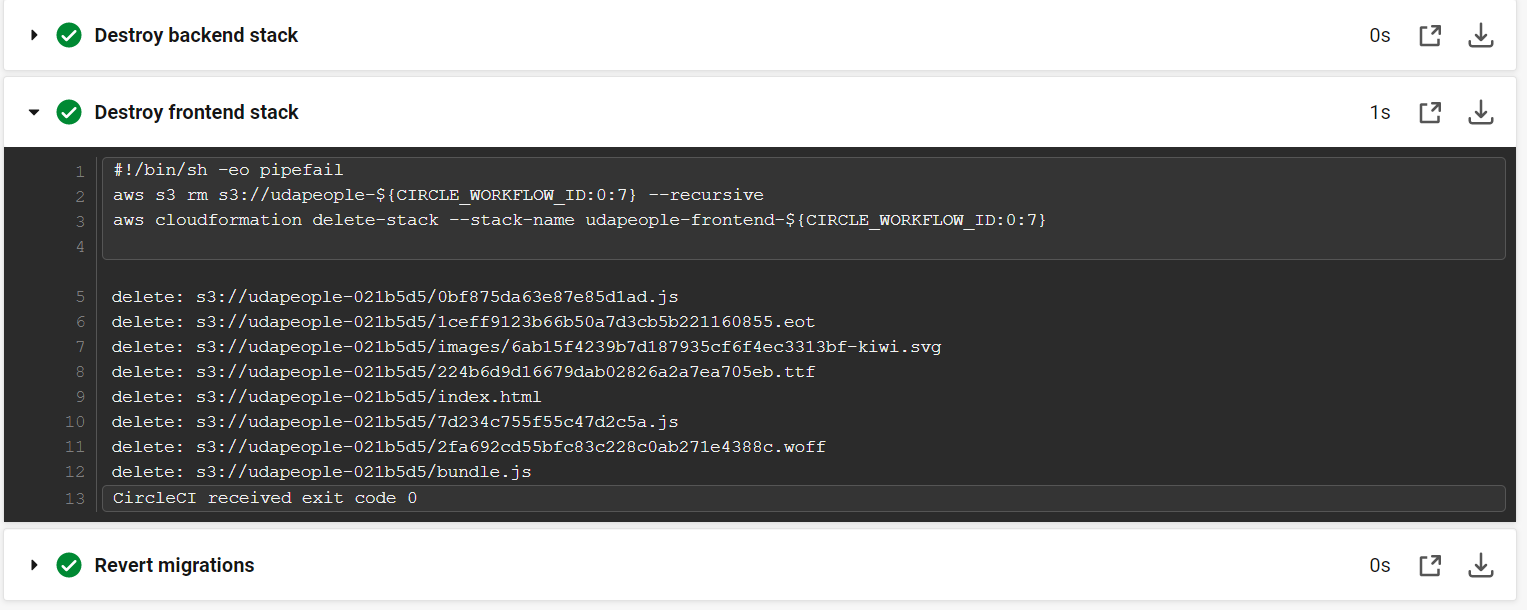 Destroy backend stack 0s
Destroy frontend stack 1s
1 #!/bin/sh -eo pipefail
2 aws s3 rm s3://udapeople-${CIRCLE_WORKFLOW_ID:0:7} --recursive
3 aws cloudformation delete-stack --stack-name udapeople-frontend-${CIRCLE_WORKFLOW_ID:0:7}
4
5 delete: s3://udapeople-021b5d5/0bf875da63e87e85d1ad.js
6 delete: s3://udapeople-021b5d5/1ceff9123b66b50a7d3cb5b221160855.eot
7 delete: s3://udapeople-021b5d5/images/6ab15f4239b7d187935cf6f4ec3313bf-kiwi.svg
8 delete: s3://udapeople-021b5d5/224b6d9d16679dab02826a2a7ea705eb.ttf
9 delete: s3://udapeople-021b5d5/index.html
10 delete: s3://udapeople-021b5d5/7d234c755f55c47d2c5a.js
11 delete: s3://udapeople-021b5d5/2fa692cd55bfc83c228c0ab271e4388c.woff
12 delete: s3://udapeople-021b5d5/bundle.js
13 CircleCI received exit code 0
Revert migrations 0s